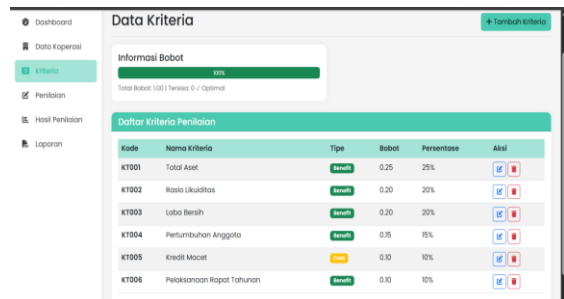 Dashboard
Data Koperasi
Kriteria
Penilaian
Hasil Penilaian
Laporan
Data Kriteria
+ Tambah Kriteria
Informasi Bobot
100%
Total Bobot: 1.00 | Tersisa: 0 ✓ Optimal
Daftar Kriteria Penilaian
Kode Nama Kriteria Tipe Bobot Persentase Aksi
KT001 Total Aset Benefit 0.25 25%
KT002 Rasio Likuiditas Benefit 0.20 20%
KT003 Laba Bersih Benefit 0.20 20%
KT004 Pertumbuhan Anggota Benefit 0.15 15%
KT005 Kredit Macet Cost 0.10 10%
KT006 Pelaksanaan Rapat Tahunan Benefit 0.10 10%